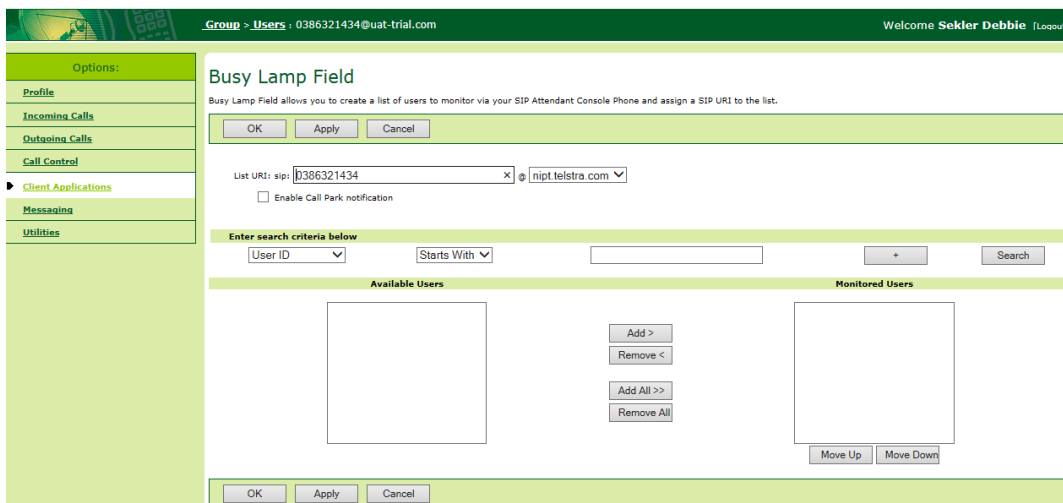 Group > Users : 0386321434@uat-trial.com
Welcome Sekler Debbie [Logout
Options:
Profile
Incoming Calls
Outgoing Calls
Call Control
Client Applications
Messaging
Utilities
Busy Lamp Field
Busy Lamp Field allows you to create a list of users to monitor via your SIP Attendant Console Phone and assign a SIP URI to the list.
OK Apply Cancel
List URI: sip: 0386321434 × @ nipt.telstra.com
Enable Call Park notification
Enter search criteria below
User ID Starts With + Search
Available Users Monitored Users
Add >
Remove <
Add All >>
Remove All
Move Up Move Down
OK Apply Cancel